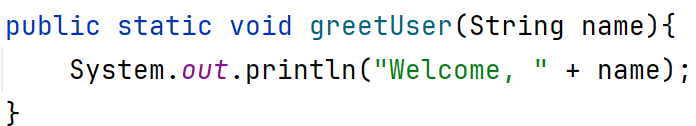 public static void greetUser(String name){
    System.out.println("Welcome, " + name);
}